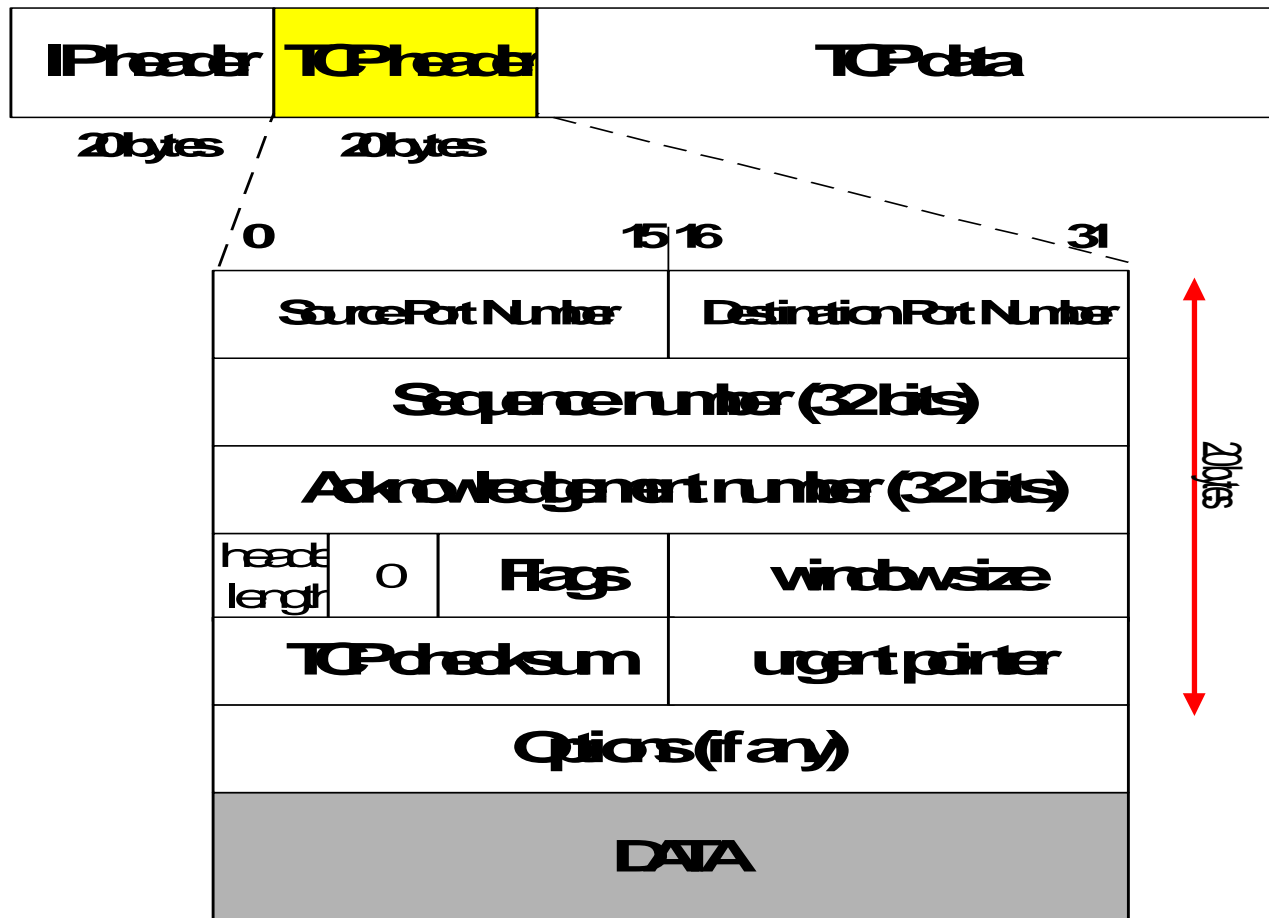 IP header TCP header TCP data
20 bytes 20 bytes
0 15 16 31
Source Port Number Destination Port Number
Sequence number (32 bits)
Acknowledgement number (32 bits)
header
length
0 Flags window size
TCP checksum urgent pointer
Options (if any)
DATA
20 bytes